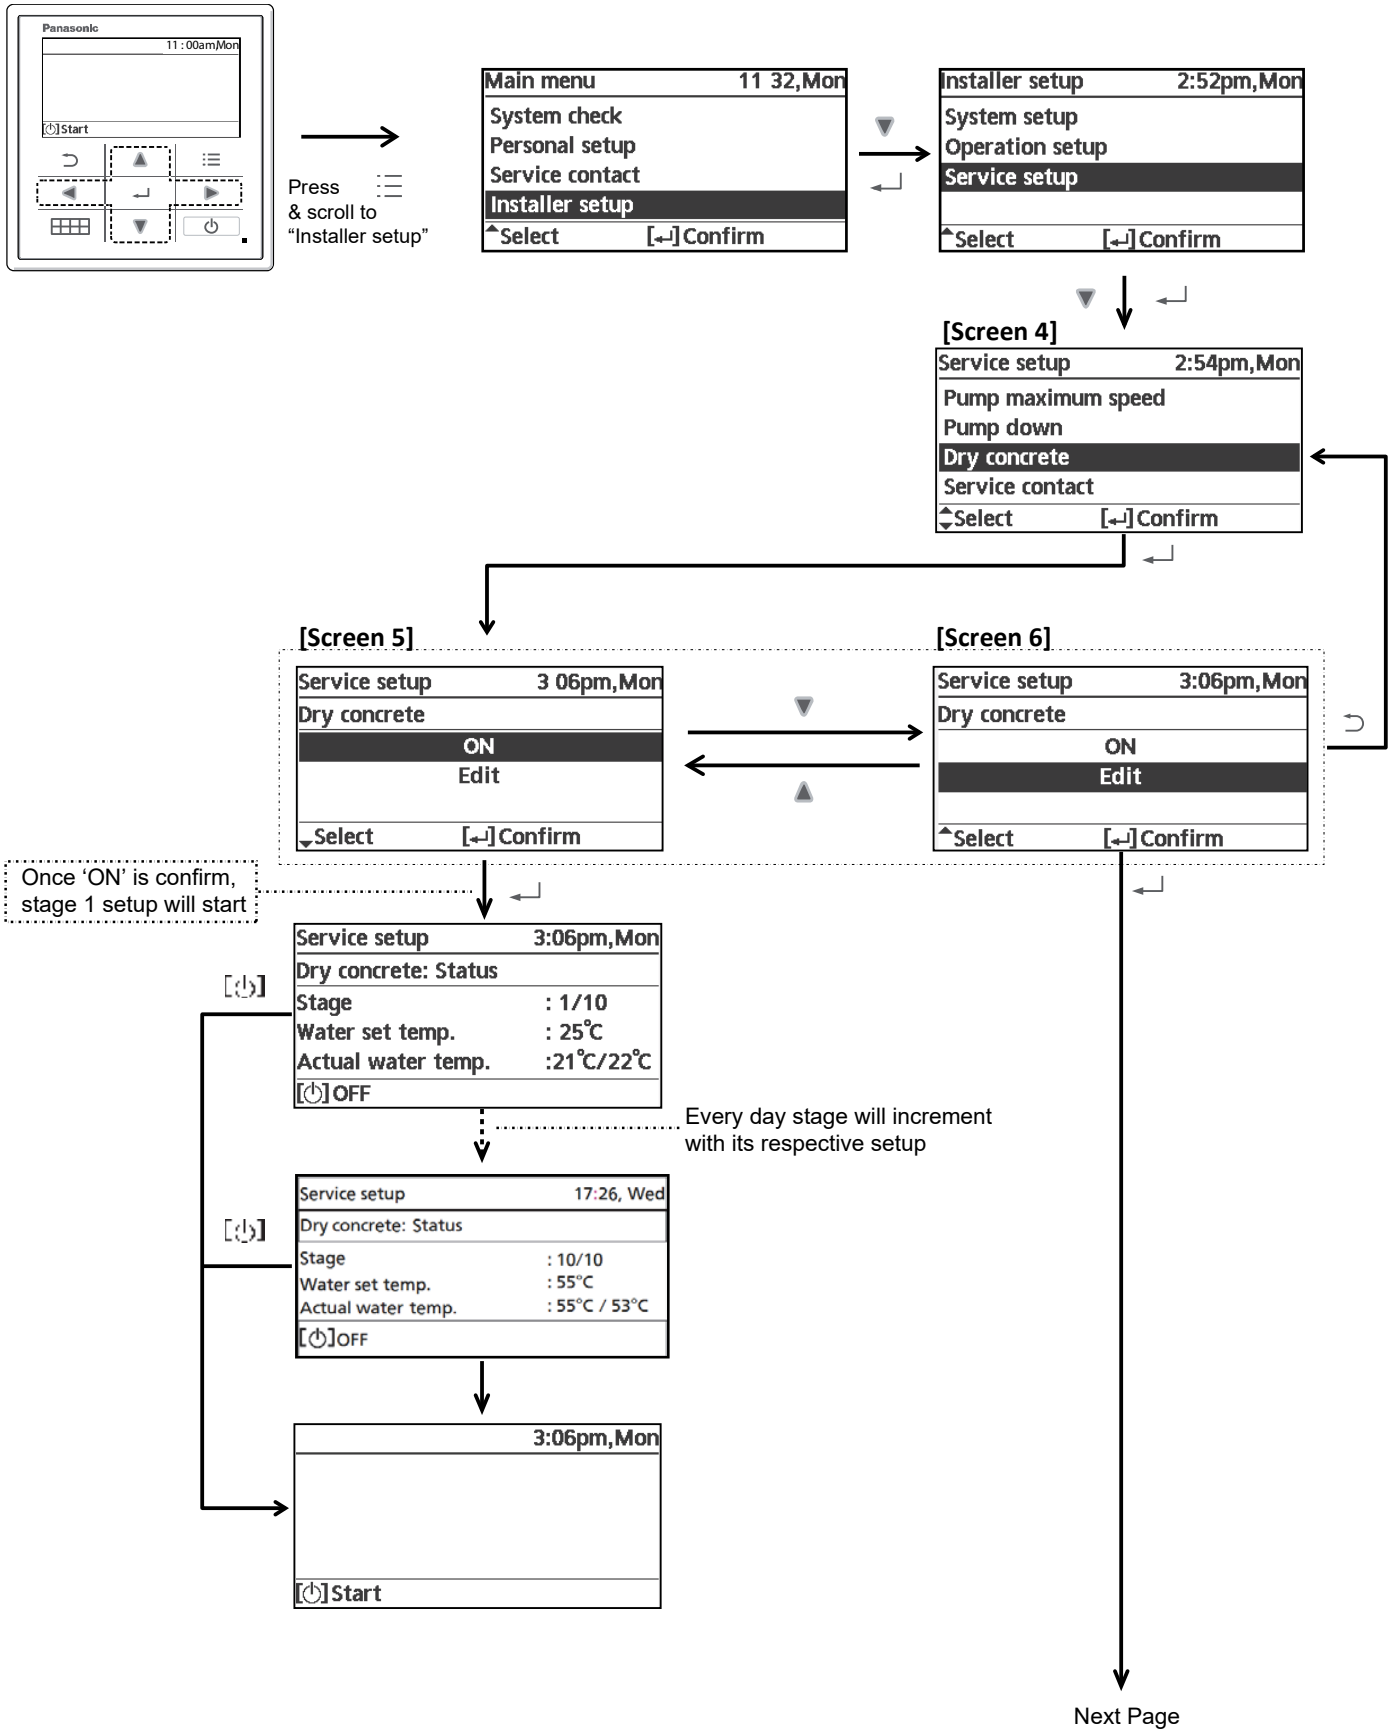 Panasonic
11 : 00am,Mon
[⏻]Start
Press
& scroll to
“Installer setup”
Main menu 11 32,Mon
System check
Personal setup
Service contact
Installer setup
Select [↵]Confirm
Installer setup 2:52pm,Mon
System setup
Operation setup
Service setup
Select [↵]Confirm
[Screen 4]
Service setup 2:54pm,Mon
Pump maximum speed
Pump down
Dry concrete
Service contact
Select [↵]Confirm
[Screen 5]
Service setup 3 06pm,Mon
Dry concrete
ON
Edit
Select [↵]Confirm
[Screen 6]
Service setup 3:06pm,Mon
Dry concrete
ON
Edit
Select [↵]Confirm
Once ‘ON’ is confirm,
stage 1 setup will start
Service setup 3:06pm,Mon
Dry concrete: Status
Stage : 1/10
Water set temp. : 25°C
Actual water temp. :21°C/22°C
[⏻]OFF
[⏻]
Every day stage will increment
with its respective setup
Service setup 17:26, Wed
Dry concrete: Status
Stage : 10/10
Water set temp. : 55°C
Actual water temp. : 55°C / 53°C
[⏻]OFF
[⏻]
3:06pm,Mon
[⏻]Start
Next Page